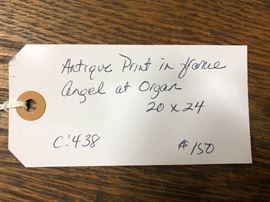 Antique Print in frame
Angel at Organ
20 x 24
C:438 $150